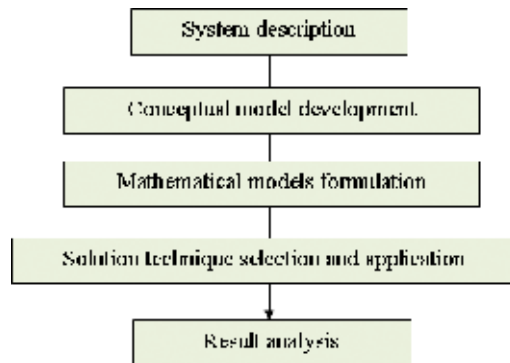 System description
Conceptual model development
Mathematical models formulation
Solution technique selection and application
Result analysis